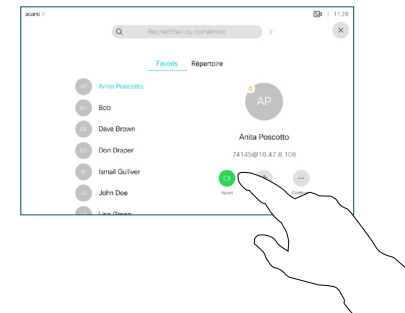 acano >
11:28
Rechercher ou numéroter
Favoris Répertoire
AP Anita Poscotto
Bob
Dave Brown
Don Draper
Ismail Gulliver
John Doe
AP
Anita Poscotto
74145@10.47.8.108
Appel